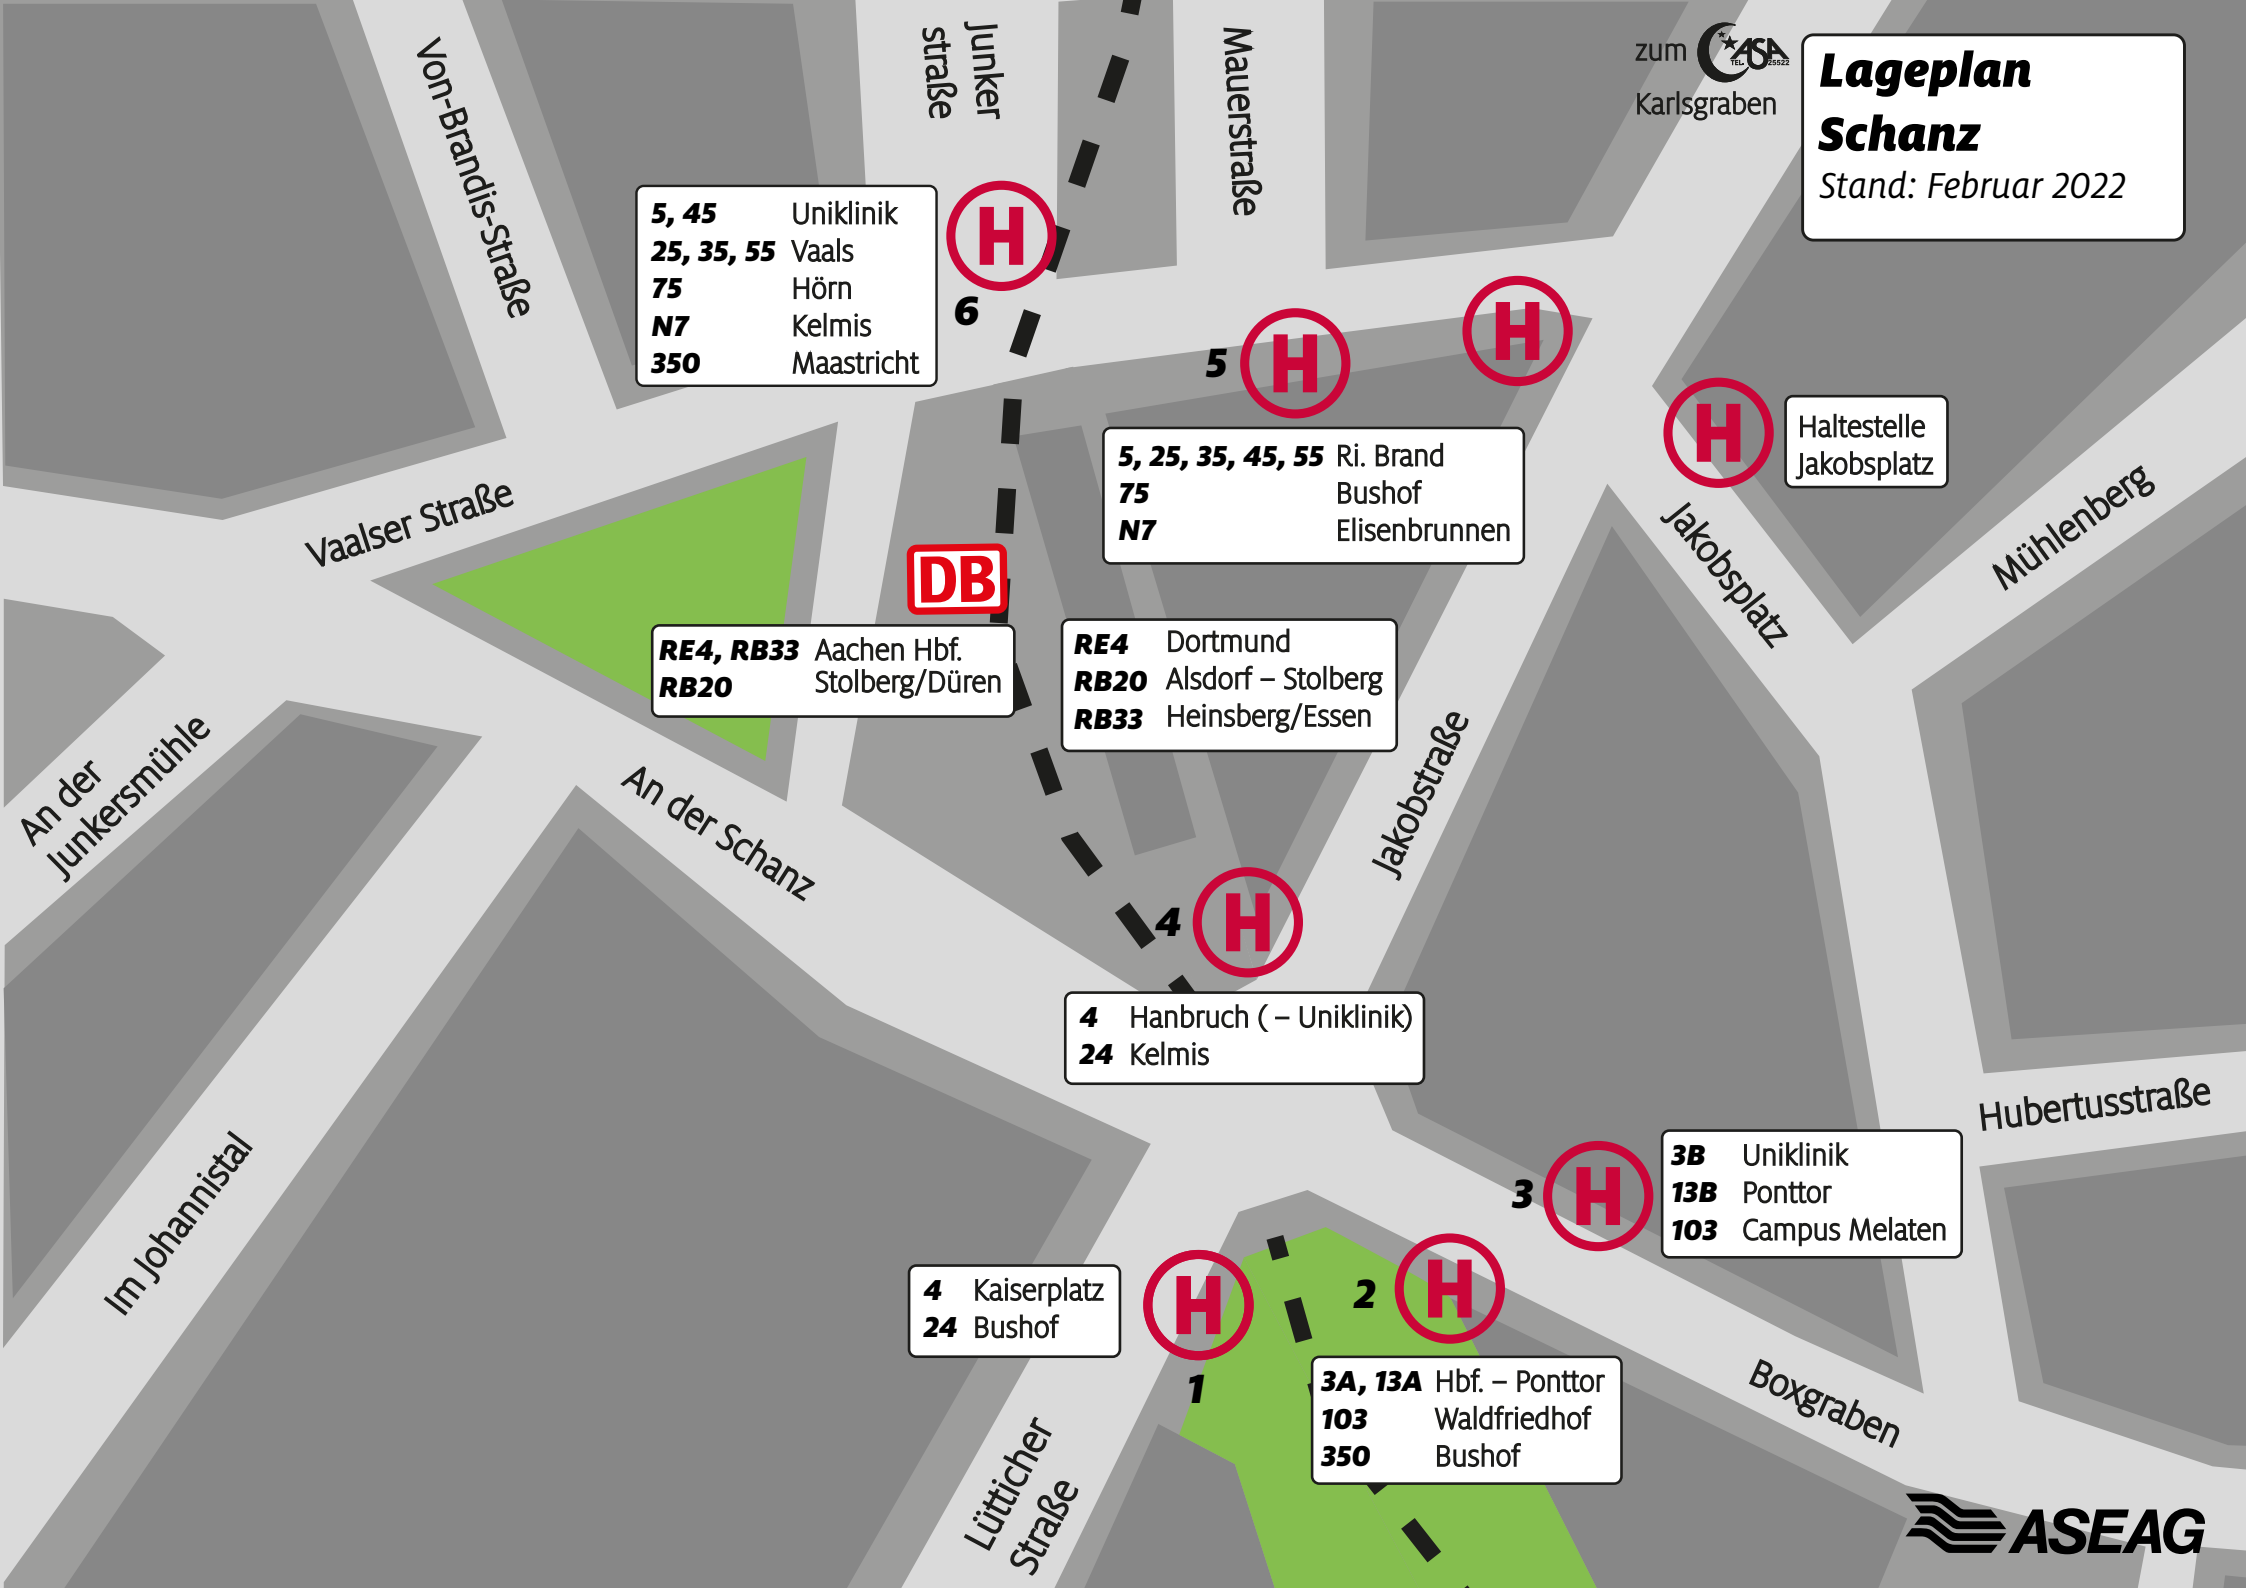 Lageplan
Schanz
Stand: Februar 2022
zum
ASA
TEL. 25522
Karlsgraben
Von-Brandis-Straße
Junker
straße
Mauerstraße
5, 45 Uniklinik
25, 35, 55 Vaals
75 Hörn
N7 Kelmis
350 Maastricht
H
6
5
H
H
H
Haltestelle
Jakobsplatz
5, 25, 35, 45, 55 Ri. Brand
75 Bushof
N7 Elisenbrunnen
Vaalser Straße
Jakobsplatz
Mühlenberg
DB
RE4, RB33 Aachen Hbf.
RB20 Stolberg/Düren
RE4 Dortmund
RB20 Alsdorf – Stolberg
RB33 Heinsberg/Essen
An der
Junkersmühle
An der Schanz
Jakobstraße
4
H
4 Hanbruch ( – Uniklinik)
24 Kelmis
Hubertusstraße
Im Johannistal
3
H
3B Uniklinik
13B Ponttor
103 Campus Melaten
4 Kaiserplatz
24 Bushof
H
1
2
H
3A, 13A Hbf. – Ponttor
103 Waldfriedhof
350 Bushof
Boxgraben
Lütticher
Straße
ASEAG